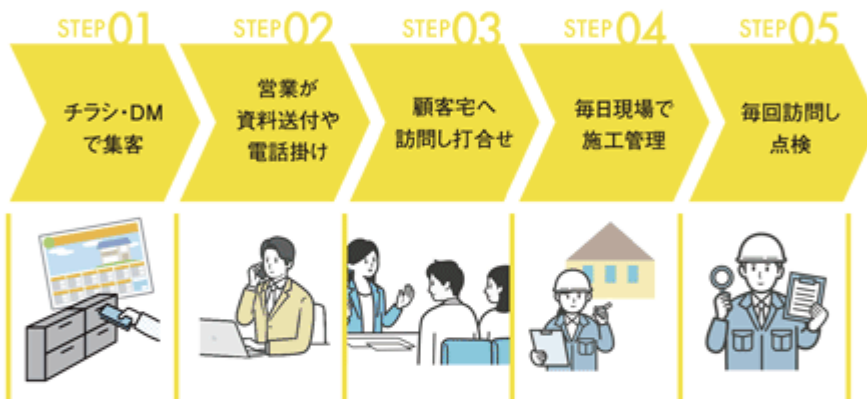 STEP01
チラシ・DM
で集客
STEP02
営業が
資料送付や
電話掛け
STEP03
顧客宅へ
訪問し打合せ
STEP04
毎日現場で
施工管理
STEP05
毎回訪問し
点検